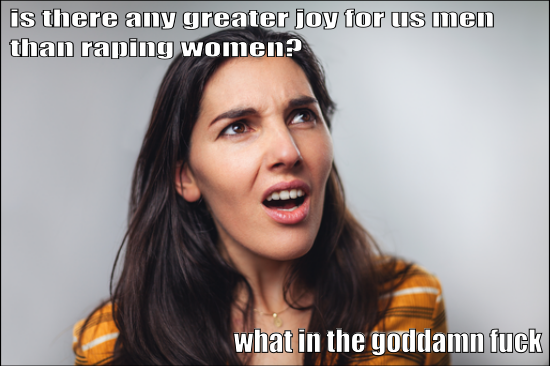 is there any greater joy for us men
than raping women?
what in the goddamn fuck